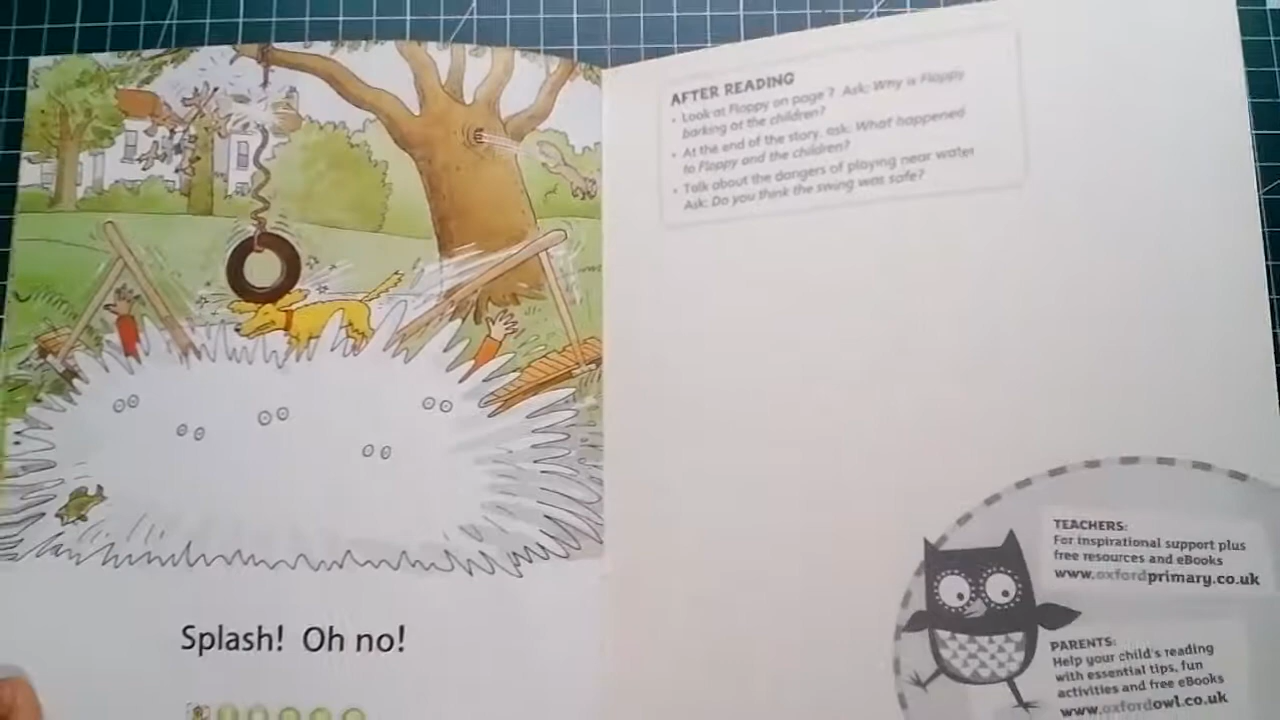 Splash! Oh no!
AFTER READING
• Look at Floppy on page 7. Ask: Why is Floppy
barking at the children?
• At the end of the story, ask: What happened
to Floppy and the children?
• Talk about the dangers of playing near water.
Ask: Do you think the swing was safe?
TEACHERS:
For inspirational support plus
free resources and eBooks
www.oxfordprimary.co.uk
PARENTS:
Help your child's reading
with essential tips, fun
activities and free eBooks
www.oxfordowl.co.uk